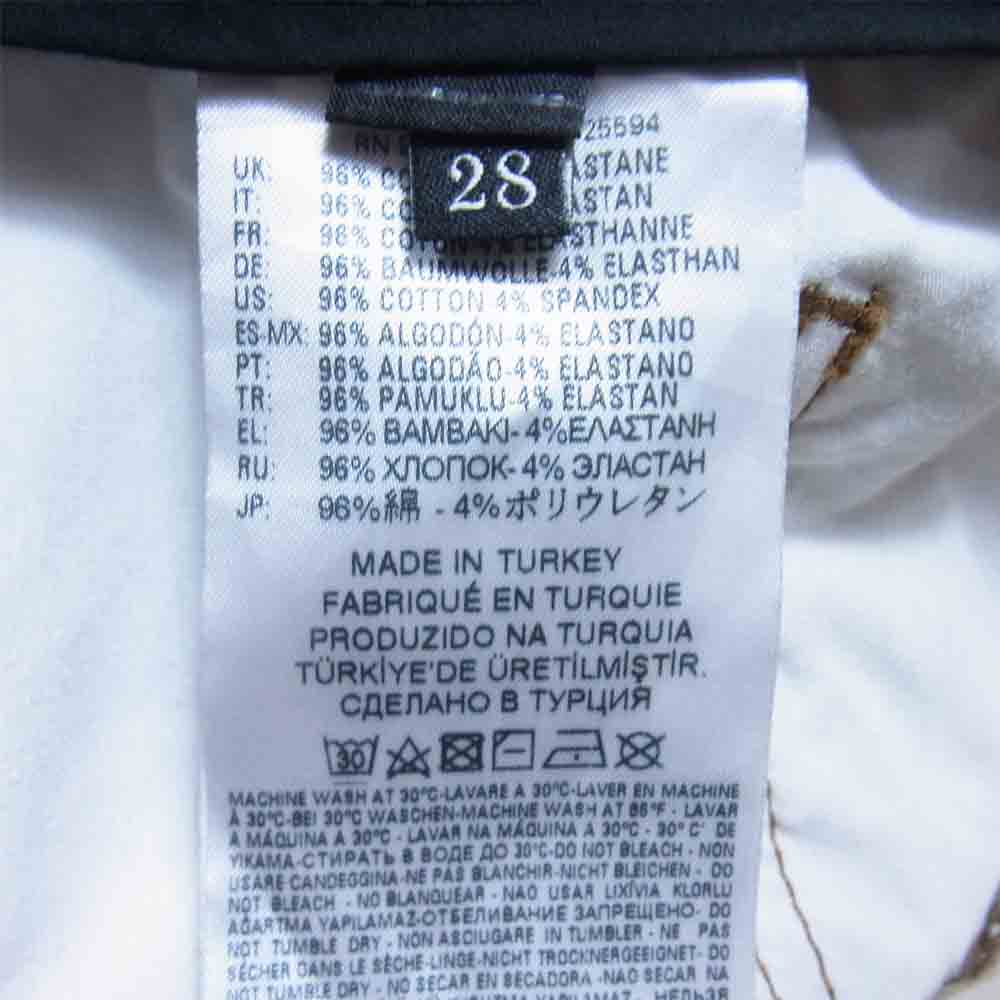 RN 25594
28
UK: 96% ASTANE
IT: 96% ASTAN
FR: 96% COTON 4% ELASTHANNE
DE: 96% BAUMWOLLE-4% ELASTHAN
US: 96% COTTON 4% SPANDEX
ES-MX: 96% ALGODÓN-4% ELASTANO
PT: 96% ALGODÃO-4% ELASTANO
TR: 96% PAMUKLU-4% ELASTAN
EL: 96% ΒΑΜΒΑΚΙ-4%ΕΛΑΣΤΑΝΗ
RU: 96% ХЛОПОК-4% ЭЛАСТАН
JP: 96%綿 - 4%ポリウレタン
MADE IN TURKEY
FABRIQUÉ EN TURQUIE
PRODUZIDO NA TURQUIA
TÜRKİYE'DE ÜRETİLMİŞTİR.
СДЕЛАНО В ТУРЦИЯ
30
MACHINE WASH AT 30°C-LAVARE A 30°C-LAVER EN MACHINE
À 30°C-BEI 30°C WASCHEN-MACHINE WASH AT 86°F - LAVAR
A MÁQUINA A 30°C - LAVAR NA MÁQUINA A 30°C - 30° C' DE
YIKAMA-СТИРАТЬ В ВОДЕ ДО 30°C-DO NOT BLEACH - NON
USARE CANDEGGINA-NE PAS BLANCHIR-NICHT BLEICHEN - DO
NOT BLEACH - NO BLANQUEAR - NAO USAR LIXÍVIA KLORLU
AĞARTMA YAPILAMAZ-ОТБЕЛИВАНИЕ ЗАПРЕЩЕНО- DO
NOT TUMBLE DRY - NON ASCIUGARE IN TUMBLER - NE PAS
SÉCHER DANS LE SÈCHE-LINGE-NICHT TROCKNERGEEIGNET- DO
NOT TUMBLE DRY - NO SECAR EN SECADORA -NAO SECAR NA
YAPILAMAZ - НЕЛЬЗЯ